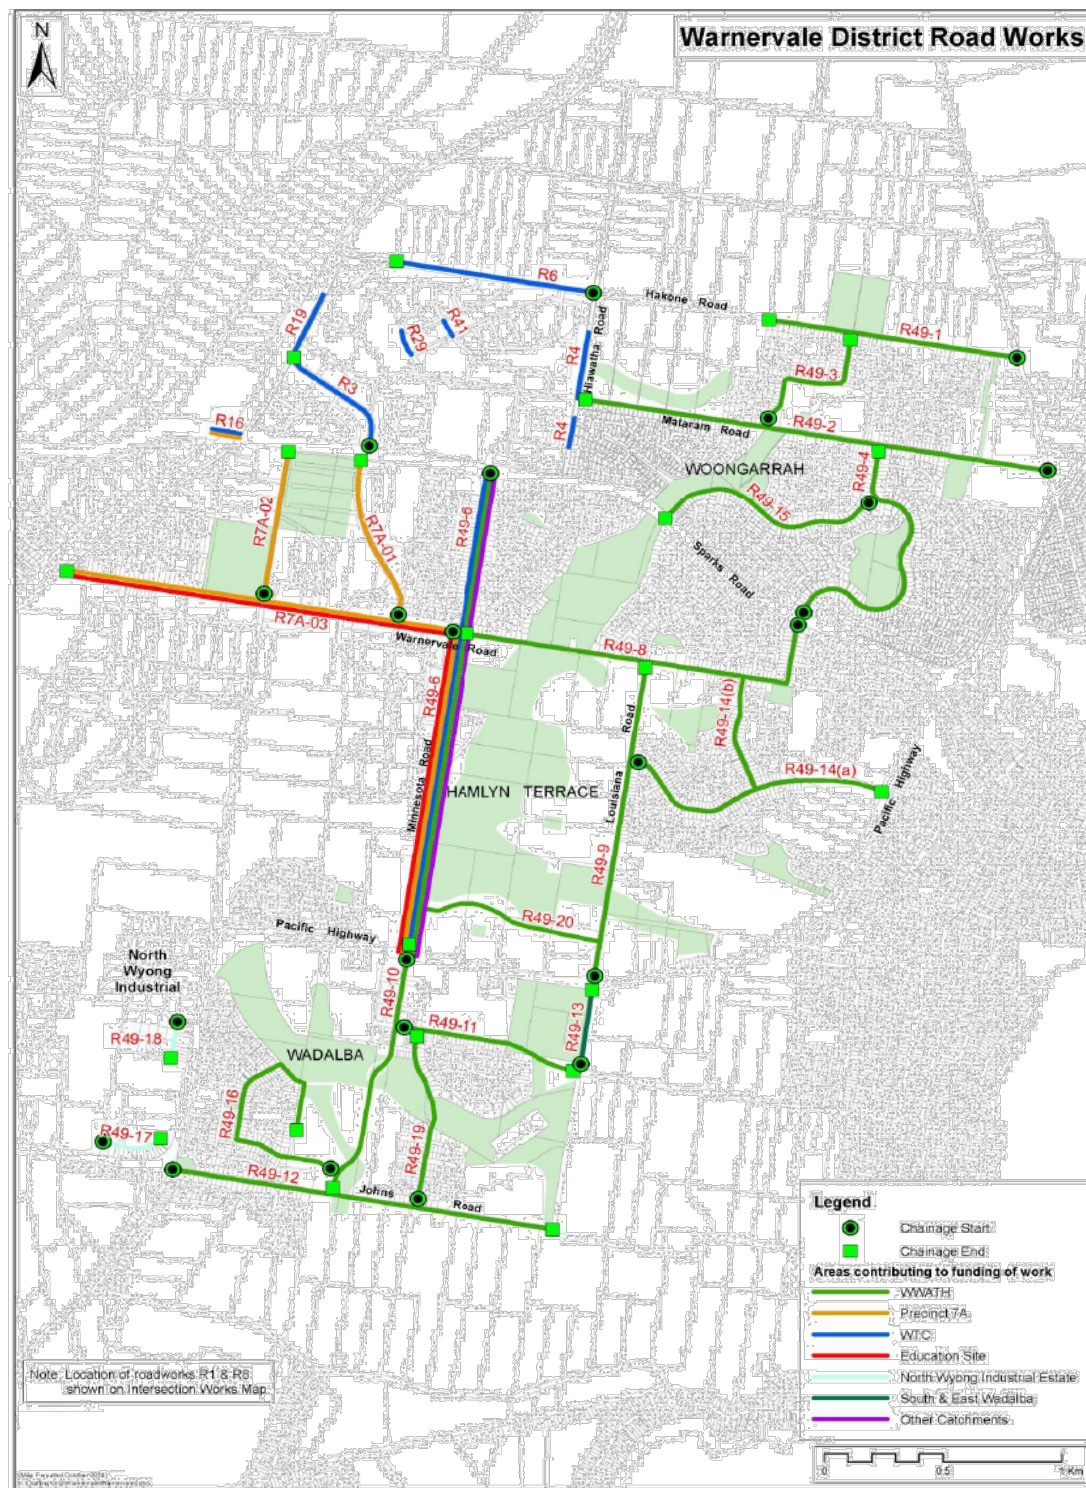 N
Warnervale District Road Works
R6
Hakone Road
R19
R29
R41
R4
Hiawatha Road
R49-1
R3
R49-3
R16
R4
Mataram Road
R49-2
WOONGARRAH
R49-4
R7A-02
R7A-01
R49-6
R49-15
Sparks Road
R7A-03
Warnervale Road
R49-8
R49-6
R49-14(b)
Minnesota Road
HAMLYN TERRACE
Louisiana Road
R49-14(a)
Pacific Highway
R49-9
R49-20
Pacific Highway
North
Wyong
Industrial
R49-10
R49-18
R49-11
R49-13
WADALBA
R49-16
R49-17
R49-19
R49-12
Johns Road
Legend
Chainage Start
Chainage End
Areas contributing to funding of work
WWATH
Precinct 7A
WTC
Education Site
North Wyong Industrial Estate
South & East Wadalba
Other Catchments
Note: Location of roadworks R1 & R8
shown on Intersection Works Map
0 0.5 1 Km